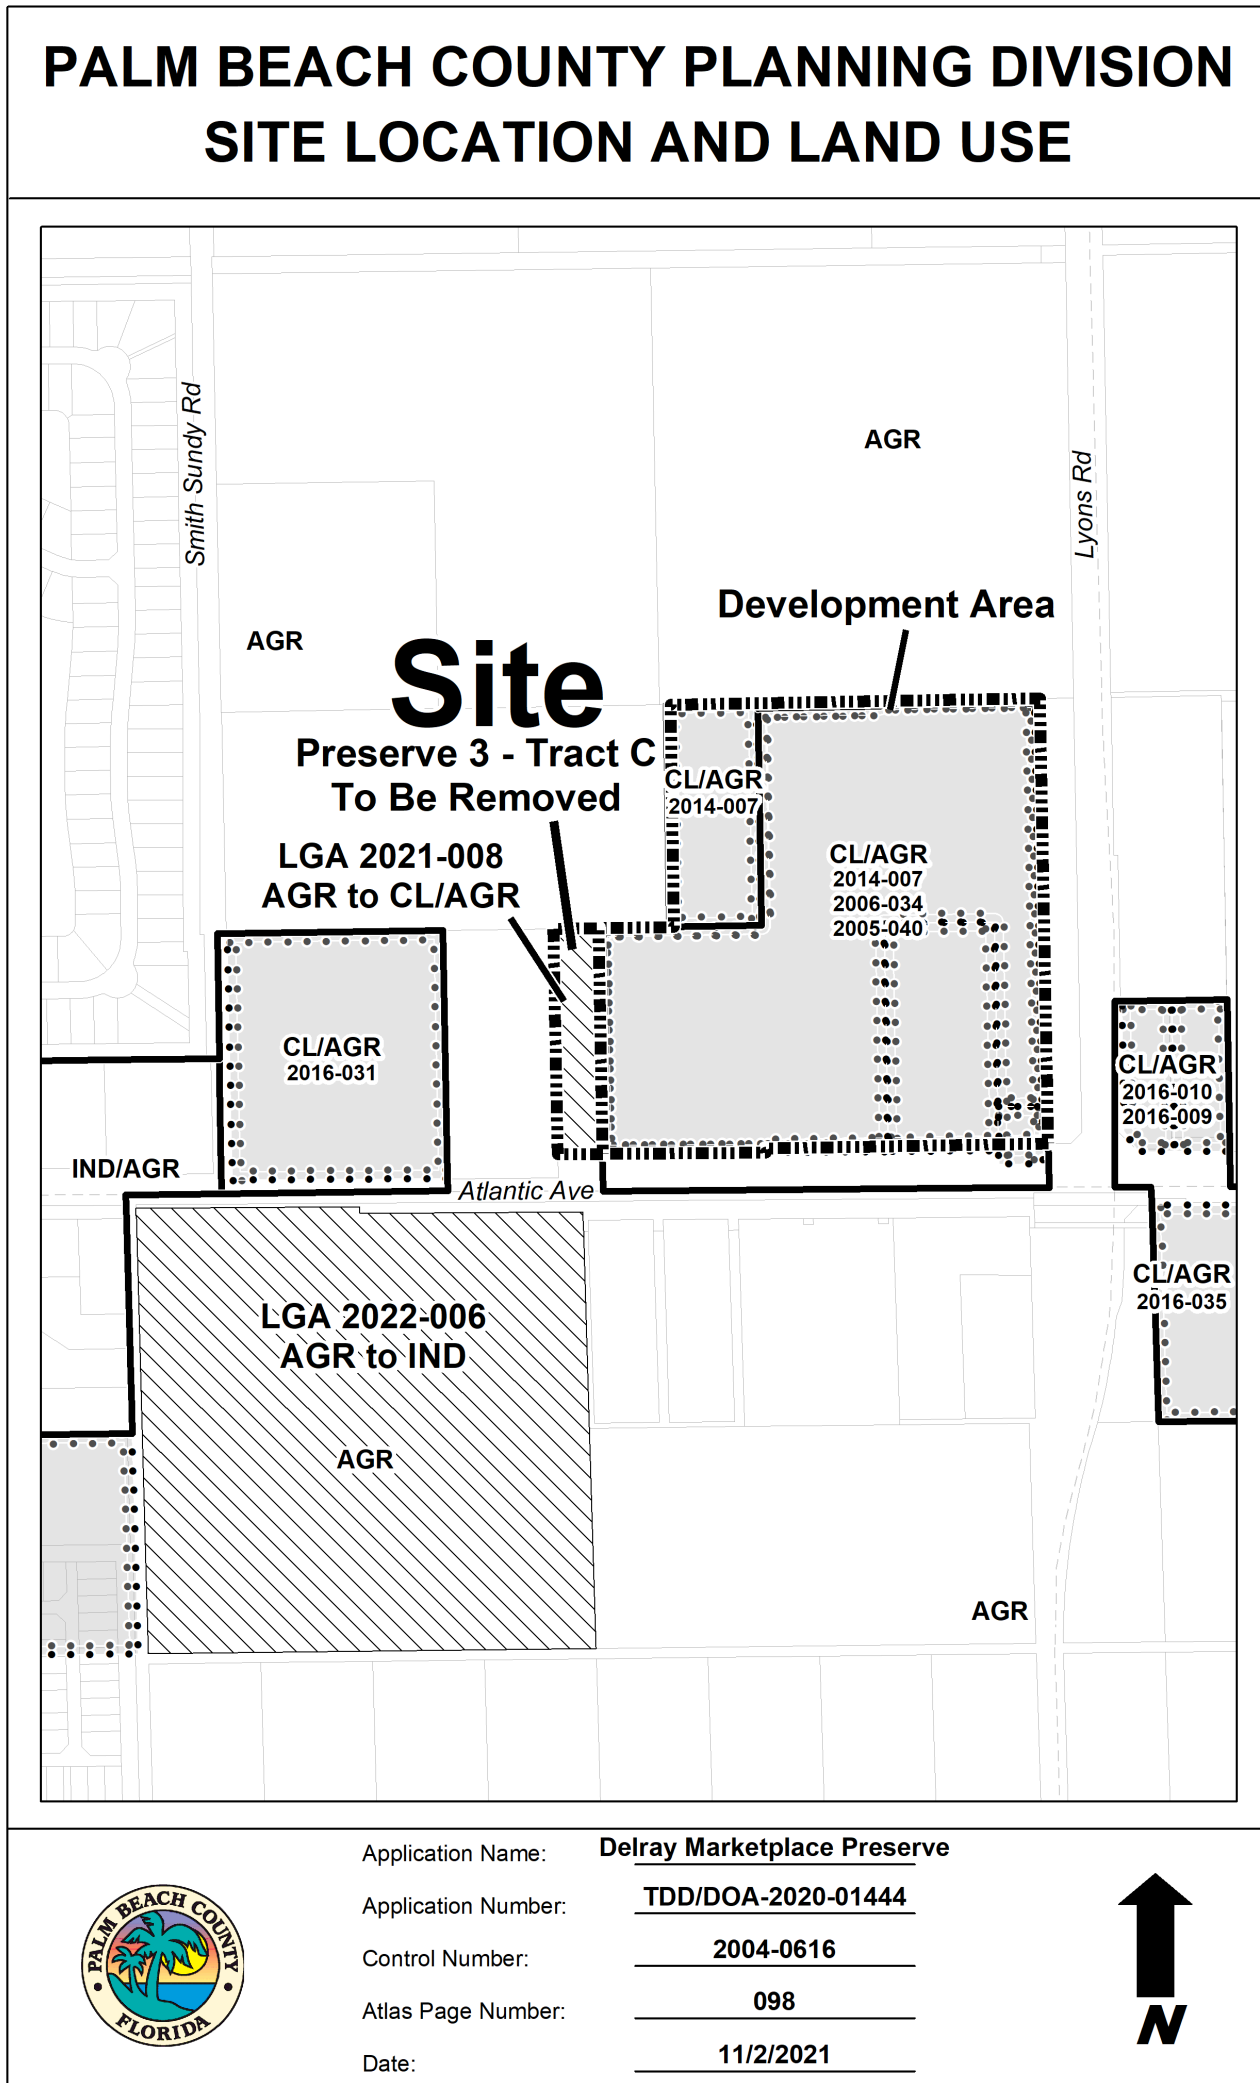 PALM BEACH COUNTY PLANNING DIVISION
SITE LOCATION AND LAND USE
Smith Sundy Rd
AGR
Lyons Rd
Development Area
AGR
Site
Preserve 3 - Tract C
To Be Removed
CL/AGR
2014-007
LGA 2021-008
AGR to CL/AGR
CL/AGR
2014-007
2006-034
2005-040
CL/AGR
2016-031
CL/AGR
2016-010
2016-009
IND/AGR
Atlantic Ave
CL/AGR
2016-035
LGA 2022-006
AGR to IND
AGR
AGR
Application Name: Delray Marketplace Preserve
Application Number: TDD/DOA-2020-01444
Control Number: 2004-0616
Atlas Page Number: 098
Date: 11/2/2021
PALM BEACH COUNTY
FLORIDA
N